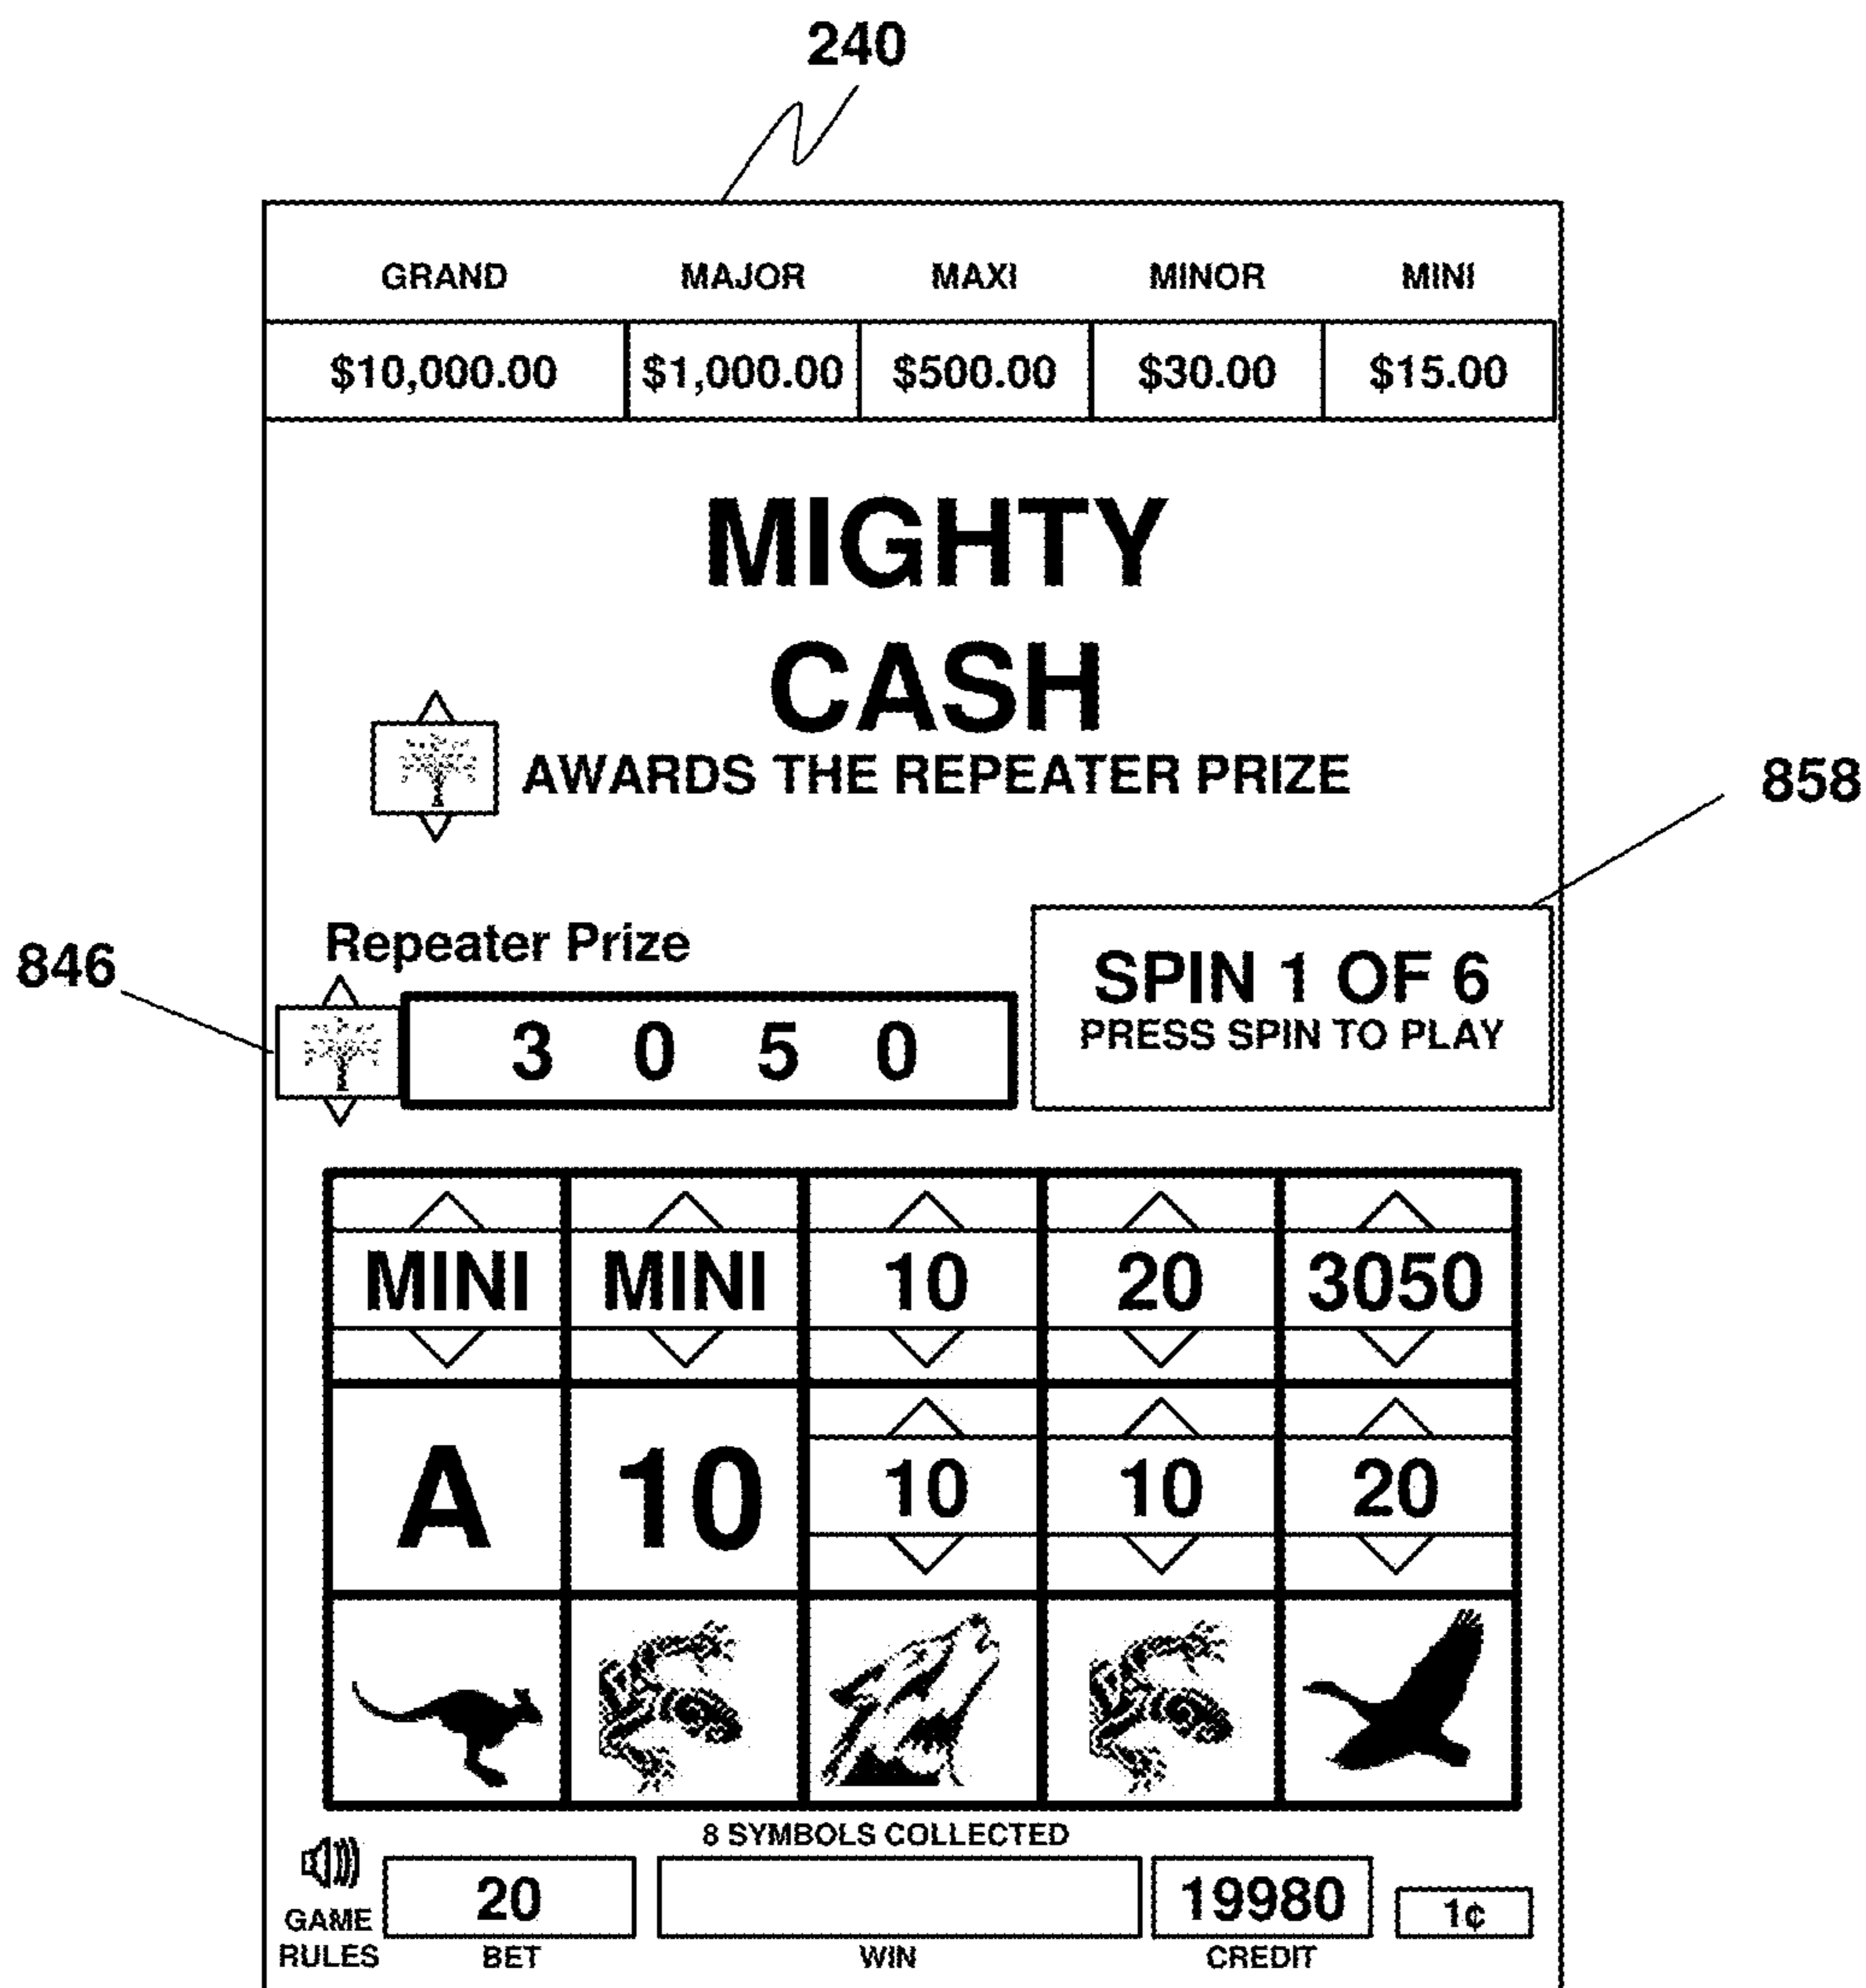 240
GRAND MAJOR MAXI MINOR MINI
$10,000.00 $1,000.00 $500.00 $30.00 $15.00
MIGHTY
CASH
AWARDS THE REPEATER PRIZE
858
846
Repeater Prize
3 0 5 0
SPIN 1 OF 6
PRESS SPIN TO PLAY
MINI MINI 10 20 3050
A 10 10 10 20
8 SYMBOLS COLLECTED
GAME
RULES
20
BET
WIN
19980
CREDIT
1¢